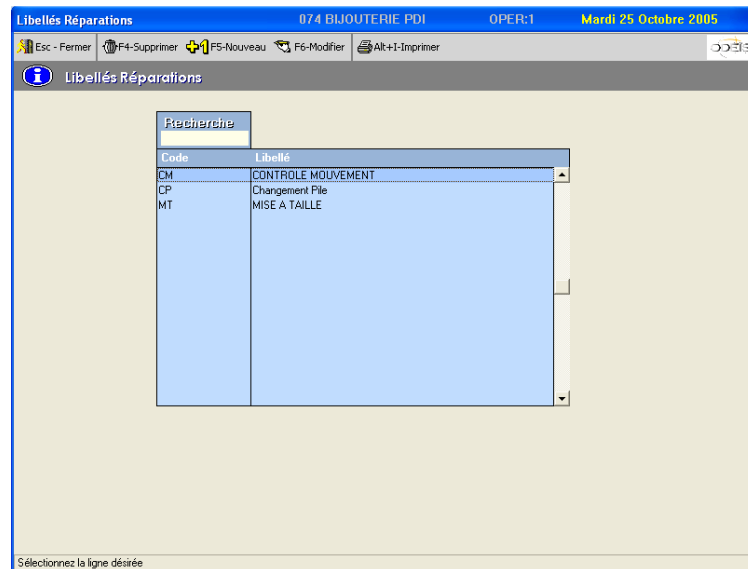 Libellés Réparations 074 BIJOUTERIE PDI OPER:1 Mardi 25 Octobre 2005
Esc - Fermer F4-Supprimer F5-Nouveau F6-Modifier Alt+I-Imprimer
Libellés Réparations
Recherche
Code Libellé
CM CONTROLE MOUVEMENT
CP Changement Pile
MT MISE A TAILLE
Sélectionnez la ligne désirée